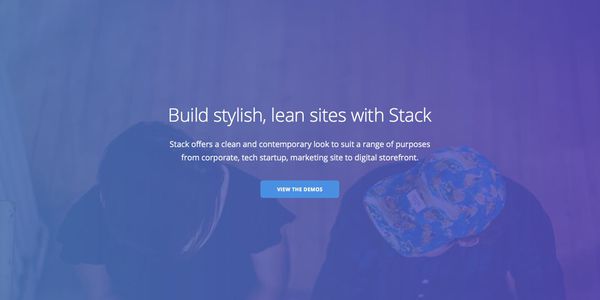 Build stylish, lean sites with Stack
Stack offers a clean and contemporary look to suit a range of purposes
from corporate, tech startup, marketing site to digital storefront.
VIEW THE DEMOS